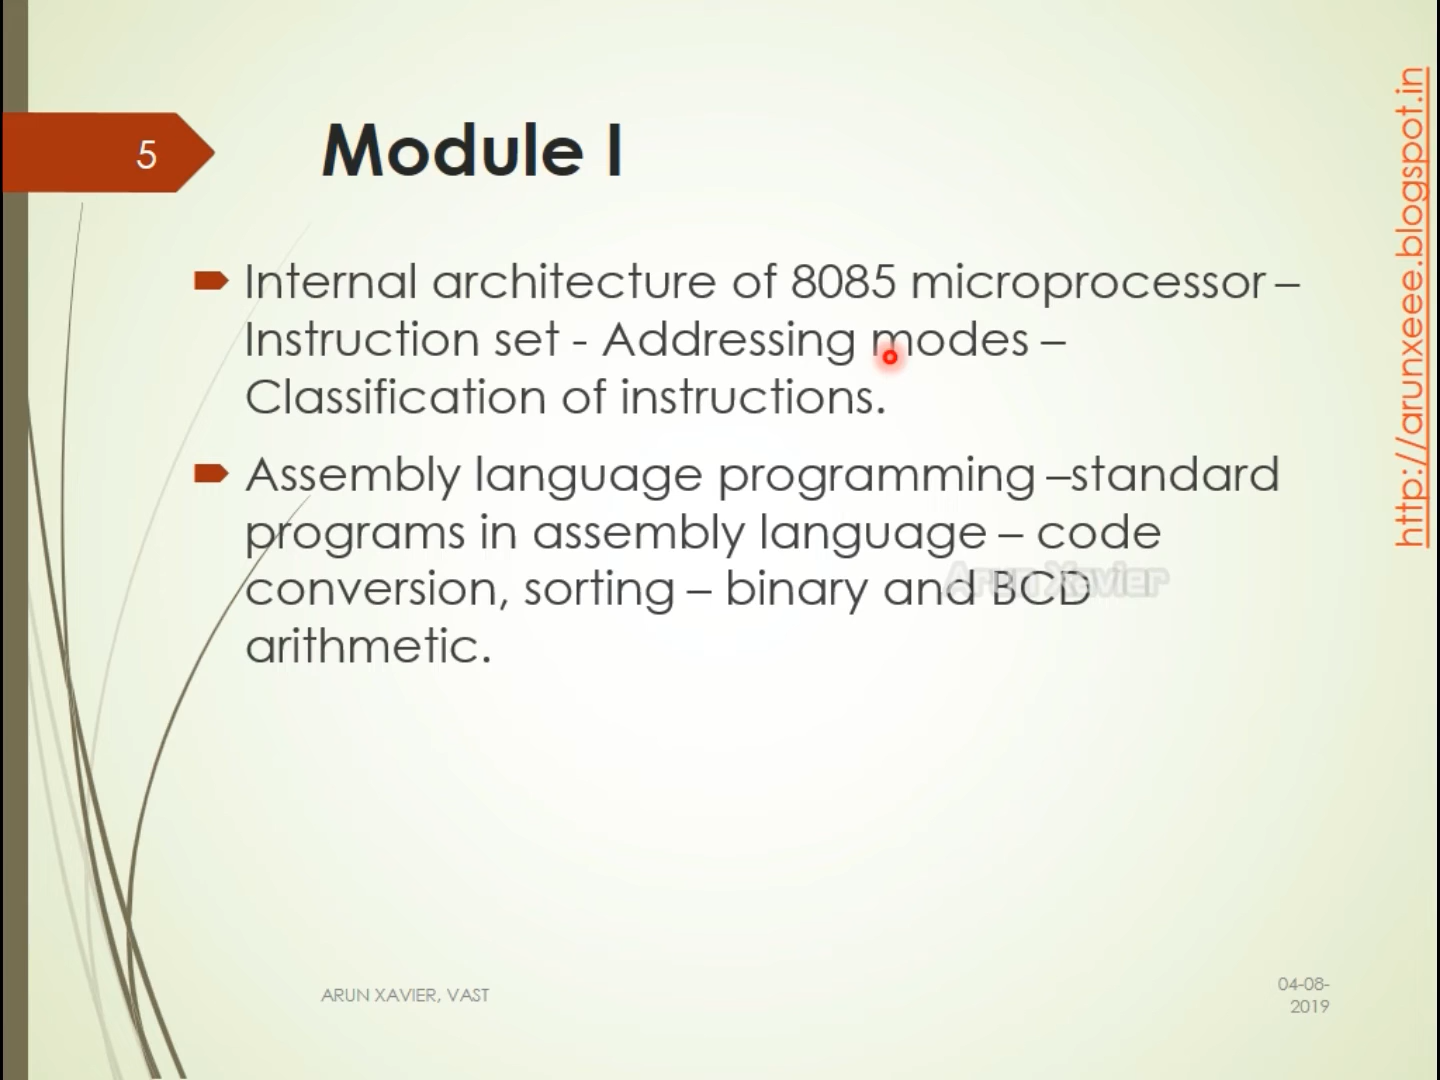 5
Module I
Internal architecture of 8085 microprocessor –
Instruction set - Addressing modes –
Classification of instructions.
Assembly language programming –standard
programs in assembly language – code
conversion, sorting – binary and BCD
arithmetic.
Arun Xavier
ARUN XAVIER, VAST
04-08-
2019
http://arunxeee.blogspot.in